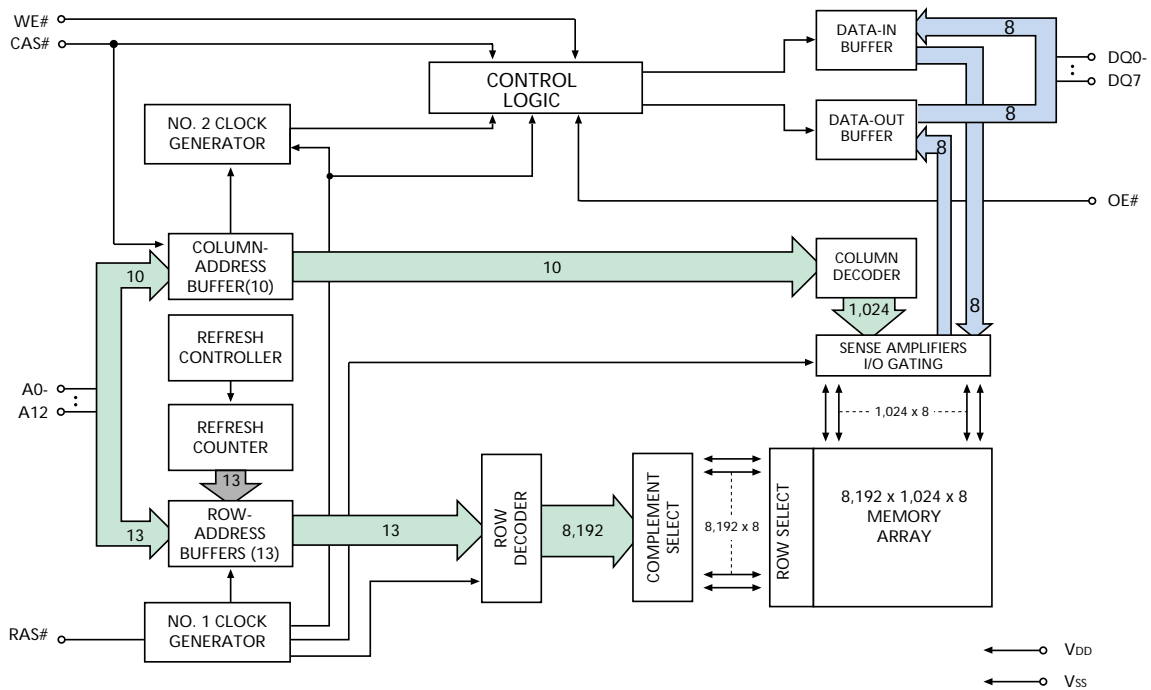 WE#
CAS#
CONTROL
LOGIC
DATA-IN
BUFFER
8
DQ0-
DQ7
NO. 2 CLOCK
GENERATOR
DATA-OUT
BUFFER
8
8
OE#
COLUMN-
ADDRESS
BUFFER(10)
10
10
COLUMN
DECODER
1,024
8
REFRESH
CONTROLLER
SENSE AMPLIFIERS
I/O GATING
A0-
A12
REFRESH
COUNTER
1,024 x 8
13
ROW-
ADDRESS
BUFFERS (13)
13
13
ROW
DECODER
8,192
COMPLEMENT
SELECT
8,192 x 8
ROW SELECT
8,192 x 1,024 x 8
MEMORY
ARRAY
RAS#
NO. 1 CLOCK
GENERATOR
VDD
VSS